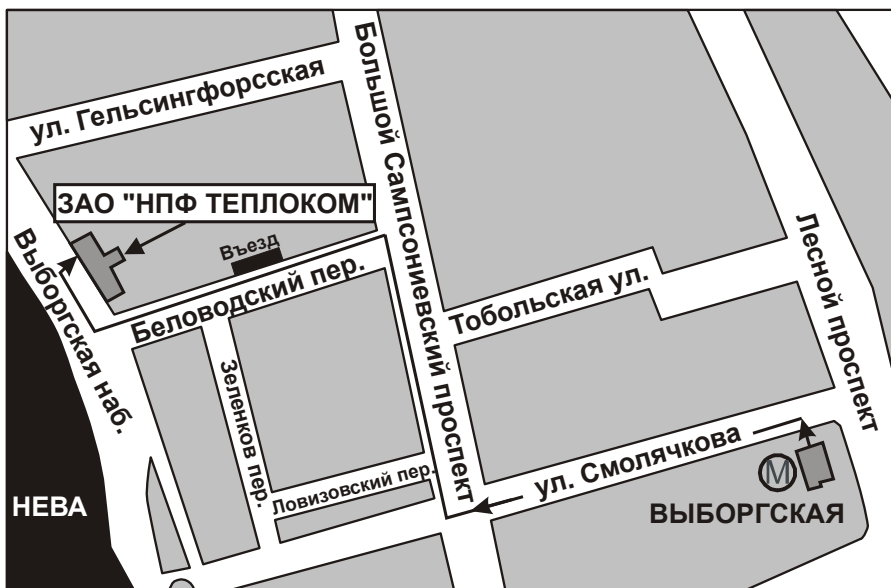 Большой Сампсониевский проспект
ул. Гельсингфорсская
ЗАО "НПФ ТЕПЛОКОМ"
Лесной проспект
Выборгская наб.
Въезд
Беловодский пер.
Тобольская ул.
Зеленков пер.
Ловизовский пер.
ул. Смолячкова
М
НЕВА
ВЫБОРГСКАЯ